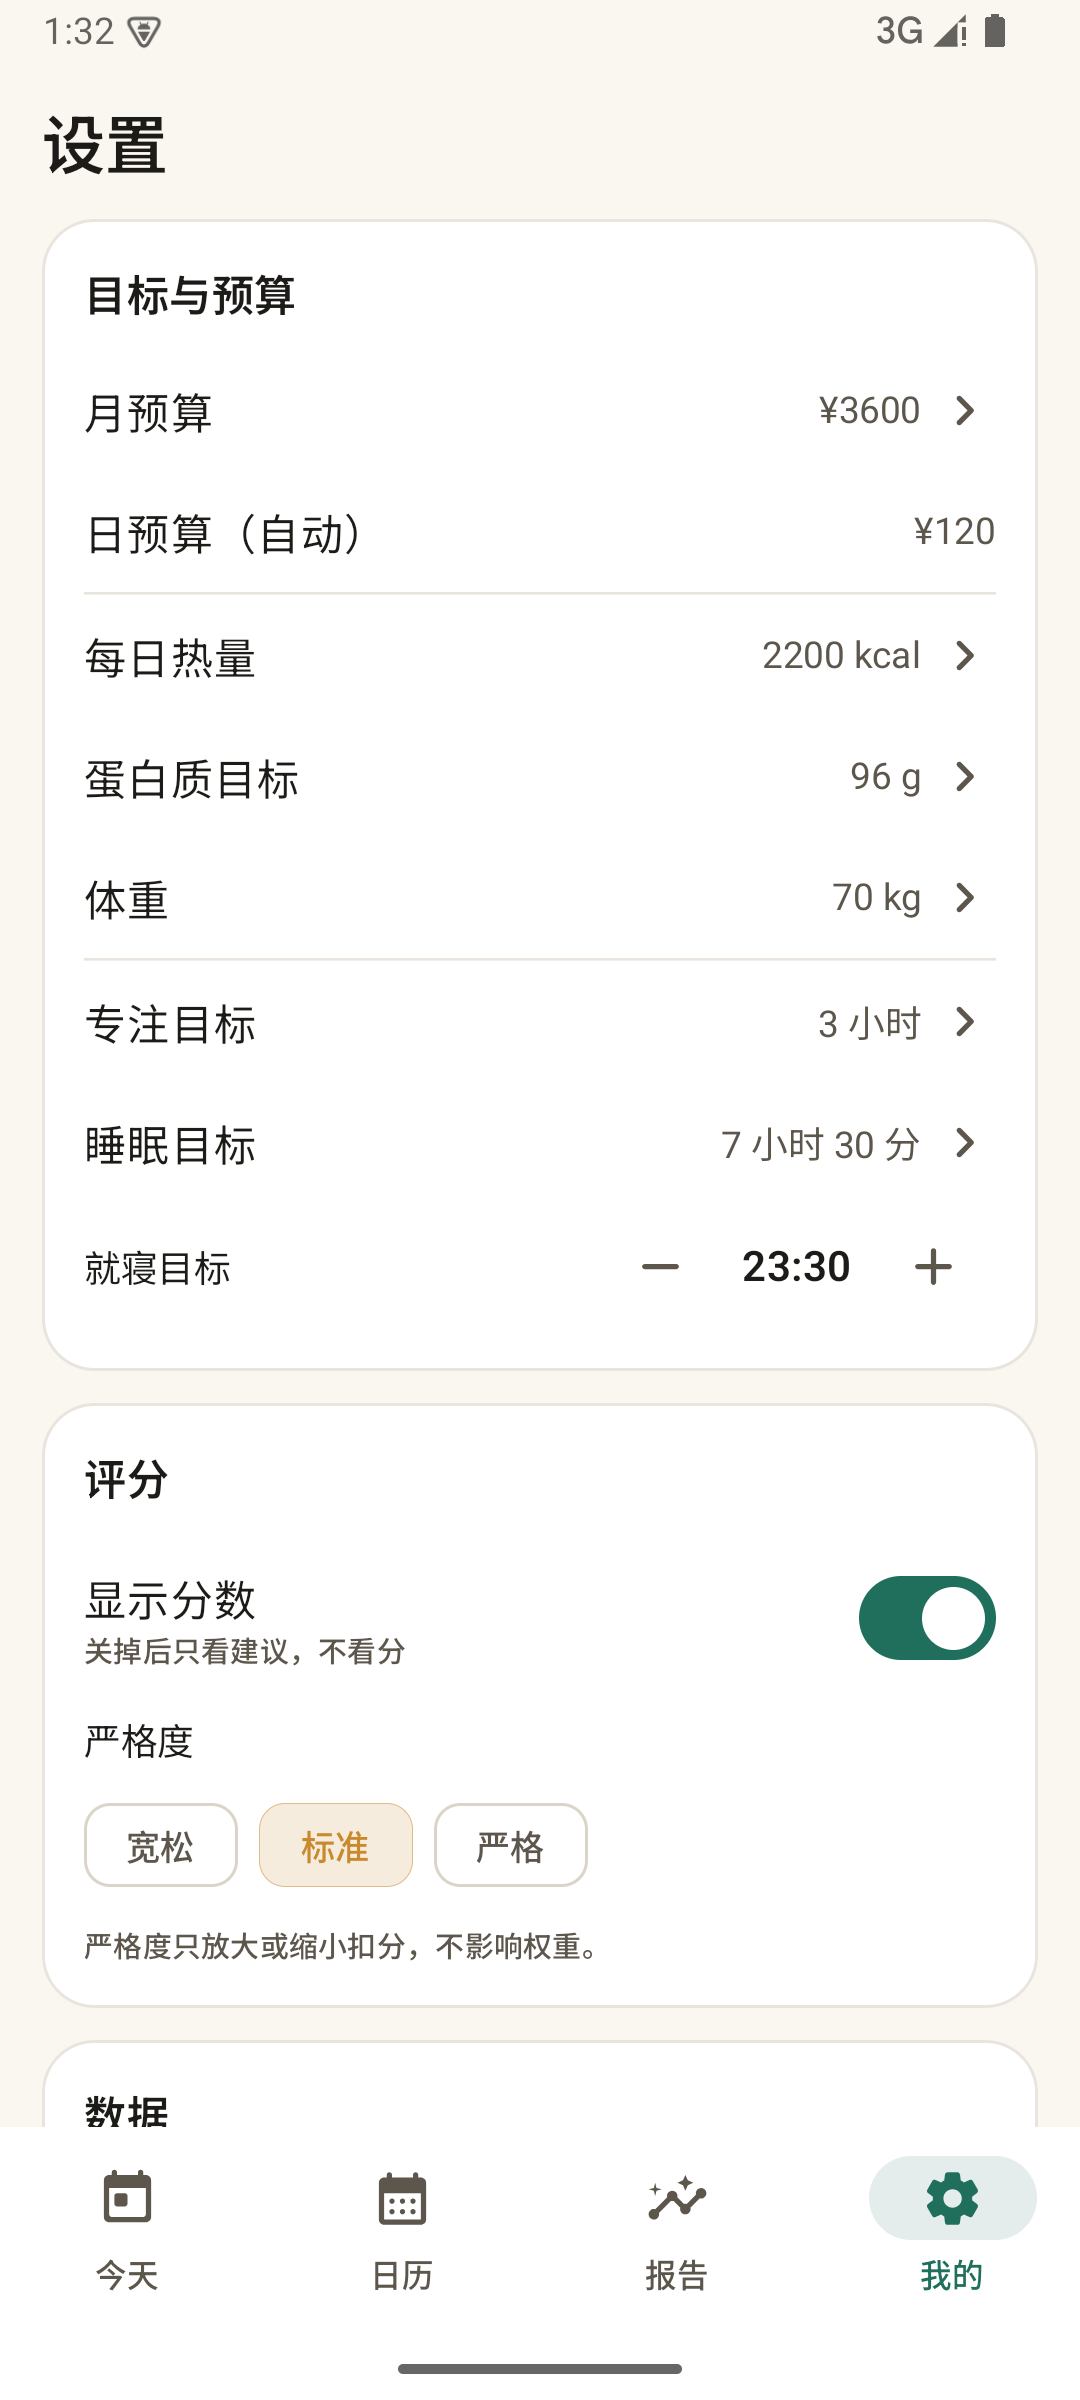 1:32
3G
设置
目标与预算
月预算 ¥3600
日预算（自动） ¥120
每日热量 2200 kcal
蛋白质目标 96 g
体重 70 kg
专注目标 3 小时
睡眠目标 7 小时 30 分
就寝目标 23:30
评分
显示分数
关掉后只看建议，不看分
严格度
宽松 标准 严格
严格度只放大或缩小扣分，不影响权重。
数据
今天 日历 报告 我的